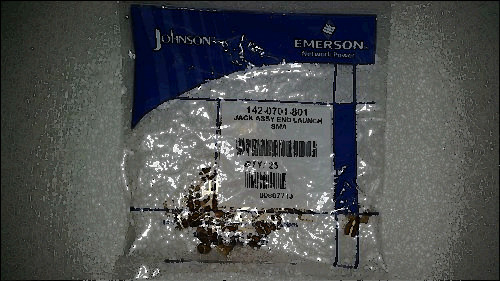 Johnson
EMERSON
Network Power
142-0701-801
JACK ASSY END LAUNCH
SMA
QTY: 25